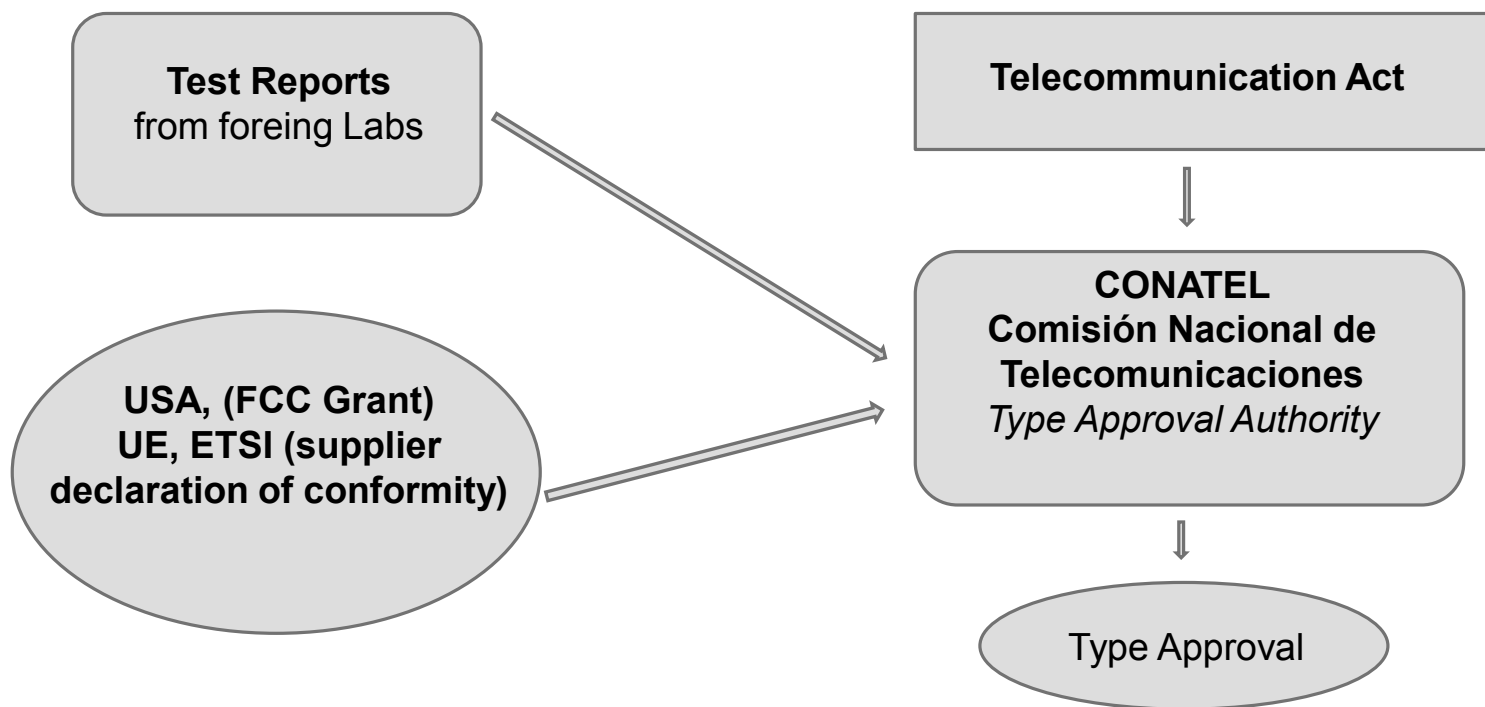 Test Reports
from foreing Labs
Telecommunication Act
CONATEL
Comisión Nacional de
Telecomunicaciones
Type Approval Authority
USA, (FCC Grant)
UE, ETSI (supplier
declaration of conformity)
Type Approval